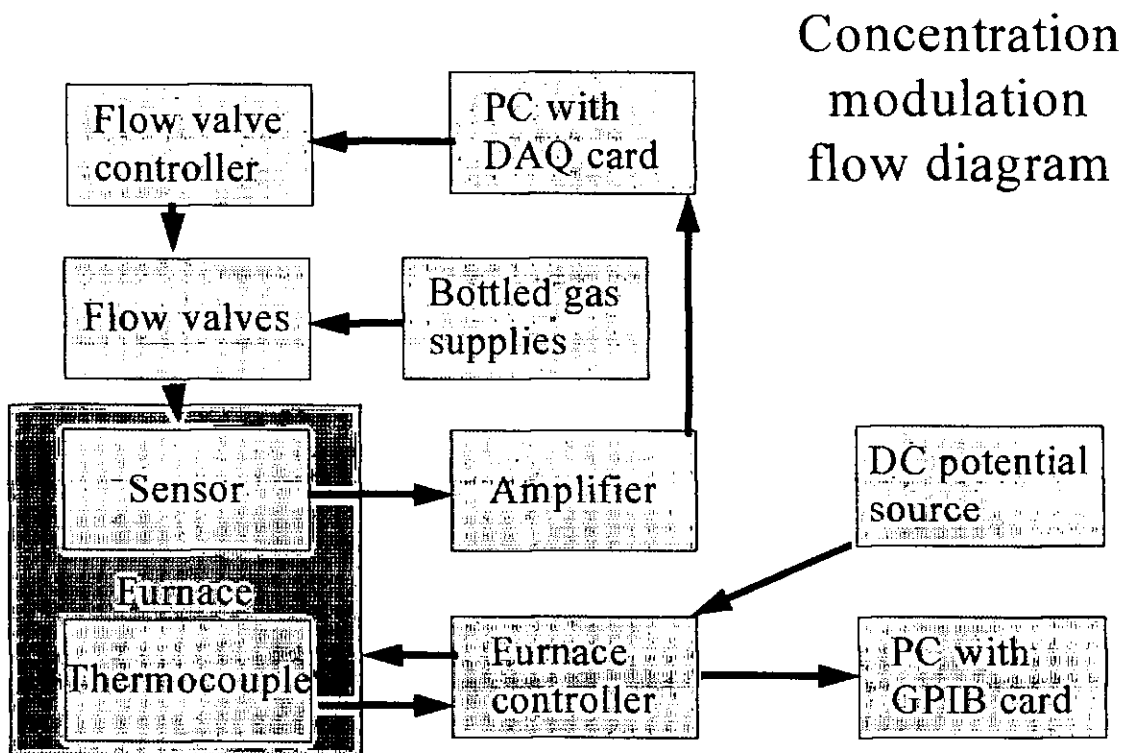 Concentration
modulation
flow diagram
Flow valve
controller
PC with
DAQ card
Flow valves
Bottled gas
supplies
Sensor
Amplifier
DC potential
source
Furnace
Thermocouple
Furnace
controller
PC with
GPIB card